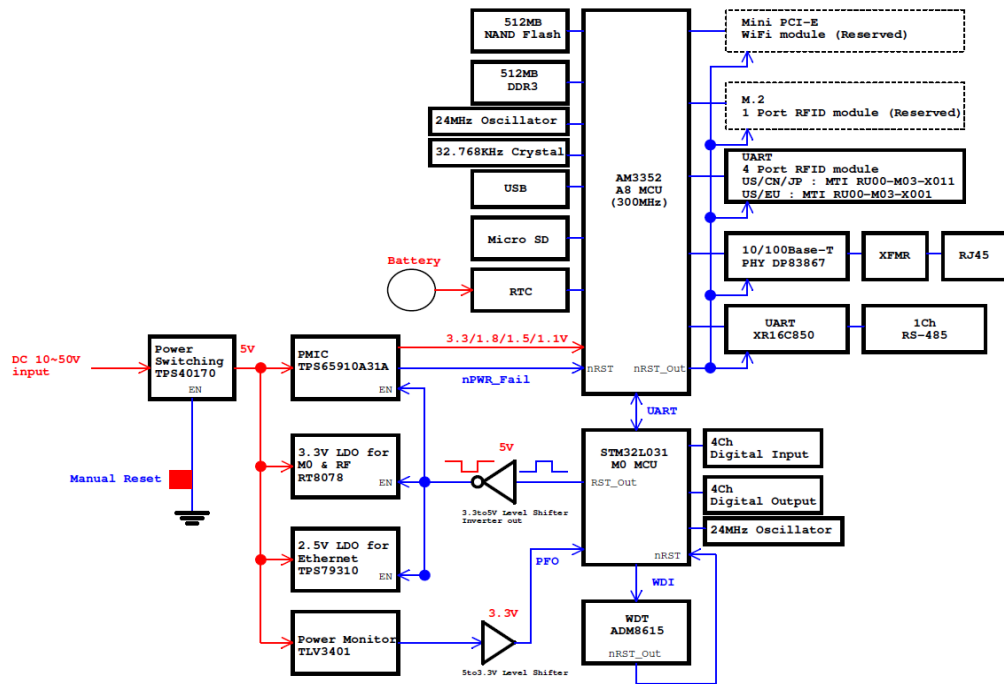 512MB
NAND Flash
512MB
DDR3
24MHz Oscillator
32.768KHz Crystal
USB
Micro SD
Battery
RTC
AM3352
A8 MCU
(300MHz)
nRST
nRST_Out
Mini PCI-E
WiFi module (Reserved)
M.2
1 Port RFID module (Reserved)
UART
4 Port RFID module
US/CN/JP : MTI RU00-M03-X011
US/EU : MTI RU00-M03-X001
10/100Base-T
PHY DP83867
XFMR
RJ45
UART
XR16C850
1Ch
RS-485
DC 10~50V
input
Power
Switching
TPS40170
EN
5V
Manual Reset
PMIC
TPS65910A31A
EN
3.3/1.8/1.5/1.1V
nPWR_Fail
3.3V LDO for
M0 & RF
RT8078
EN
2.5V LDO for
Ethernet
TPS79310
EN
Power Monitor
TLV3401
5V
3.3to5V Level Shifter
Inverter out
3.3V
5to3.3V Level Shifter
PFO
UART
STM32L031
M0 MCU
RST_Out
nRST
4Ch
Digital Input
4Ch
Digital Output
24MHz Oscillator
WDI
WDT
ADM8615
nRST_Out